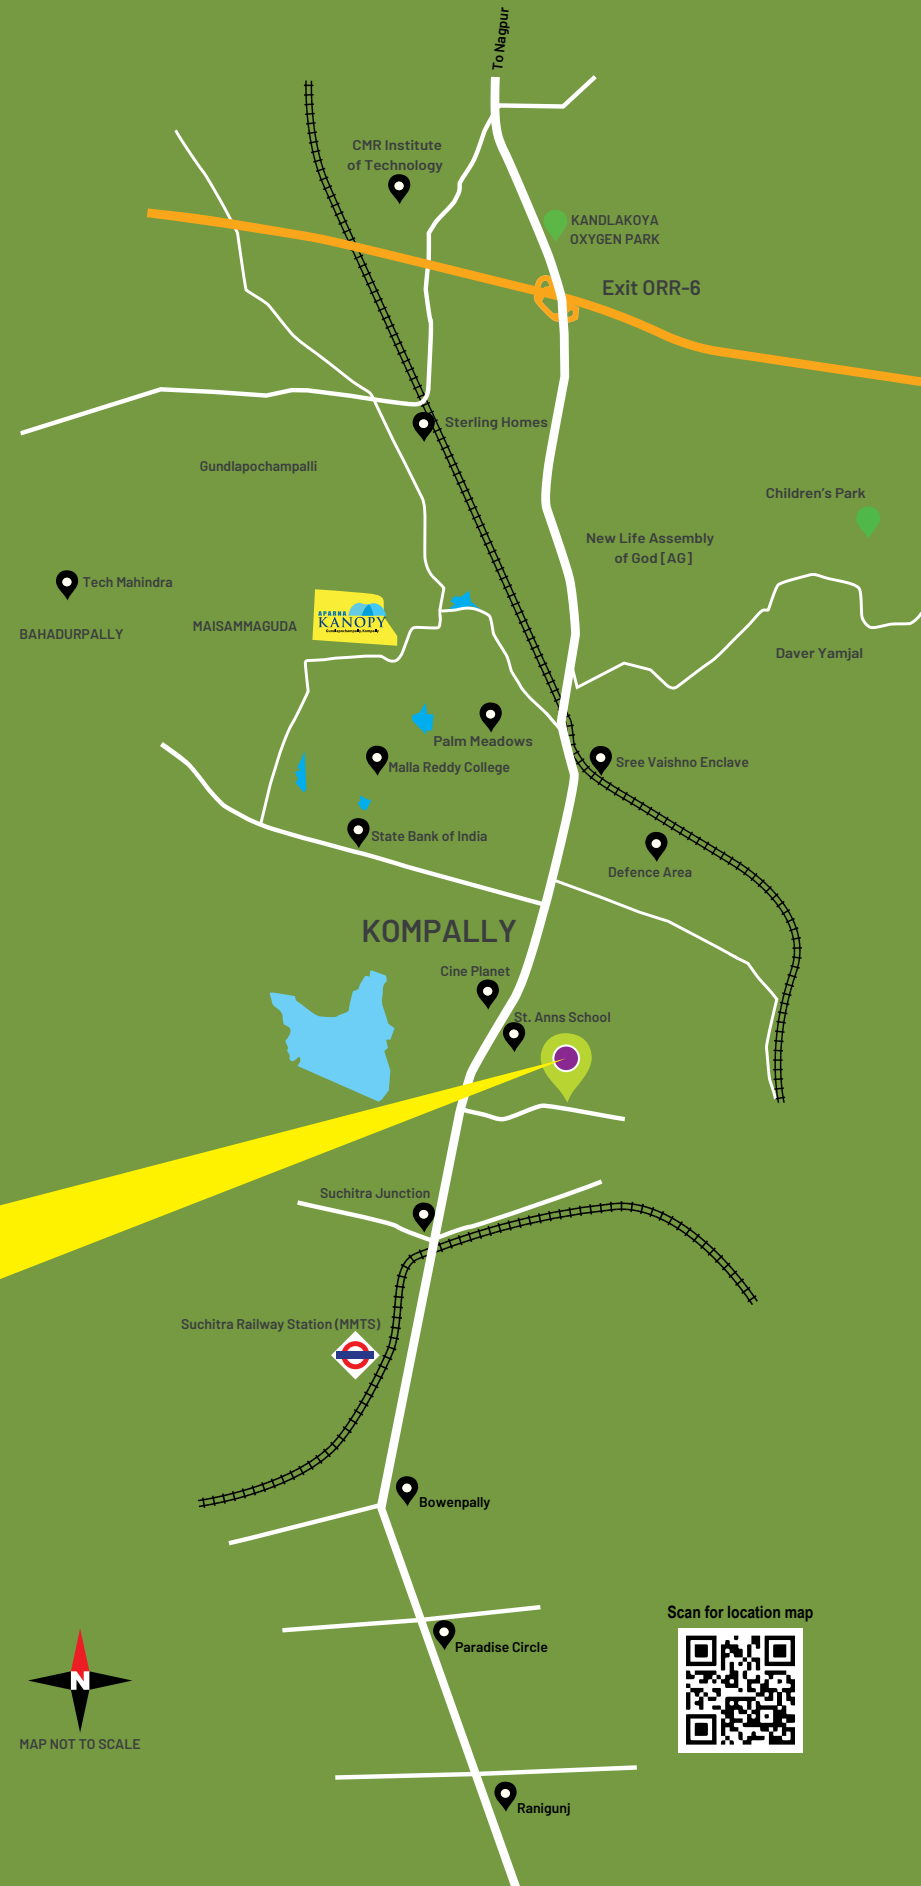 To Nagpur
CMR Institute
of Technology
KANDLAKOYA
OXYGEN PARK
Exit ORR-6
Sterling Homes
Gundlapochampalli
Children's Park
New Life Assembly
of God [AG]
Tech Mahindra
BAHADURPALLY
MAISAMMAGUDA
APARNA
KANOPY
Gundlapochampally, Kompally
Daver Yamjal
Palm Meadows
Malla Reddy College
Sree Vaishno Enclave
State Bank of India
Defence Area
KOMPALLY
Cine Planet
St. Anns School
Suchitra Junction
Suchitra Railway Station (MMTS)
Bowenpally
Scan for location map
Paradise Circle
N
MAP NOT TO SCALE
Ranigunj